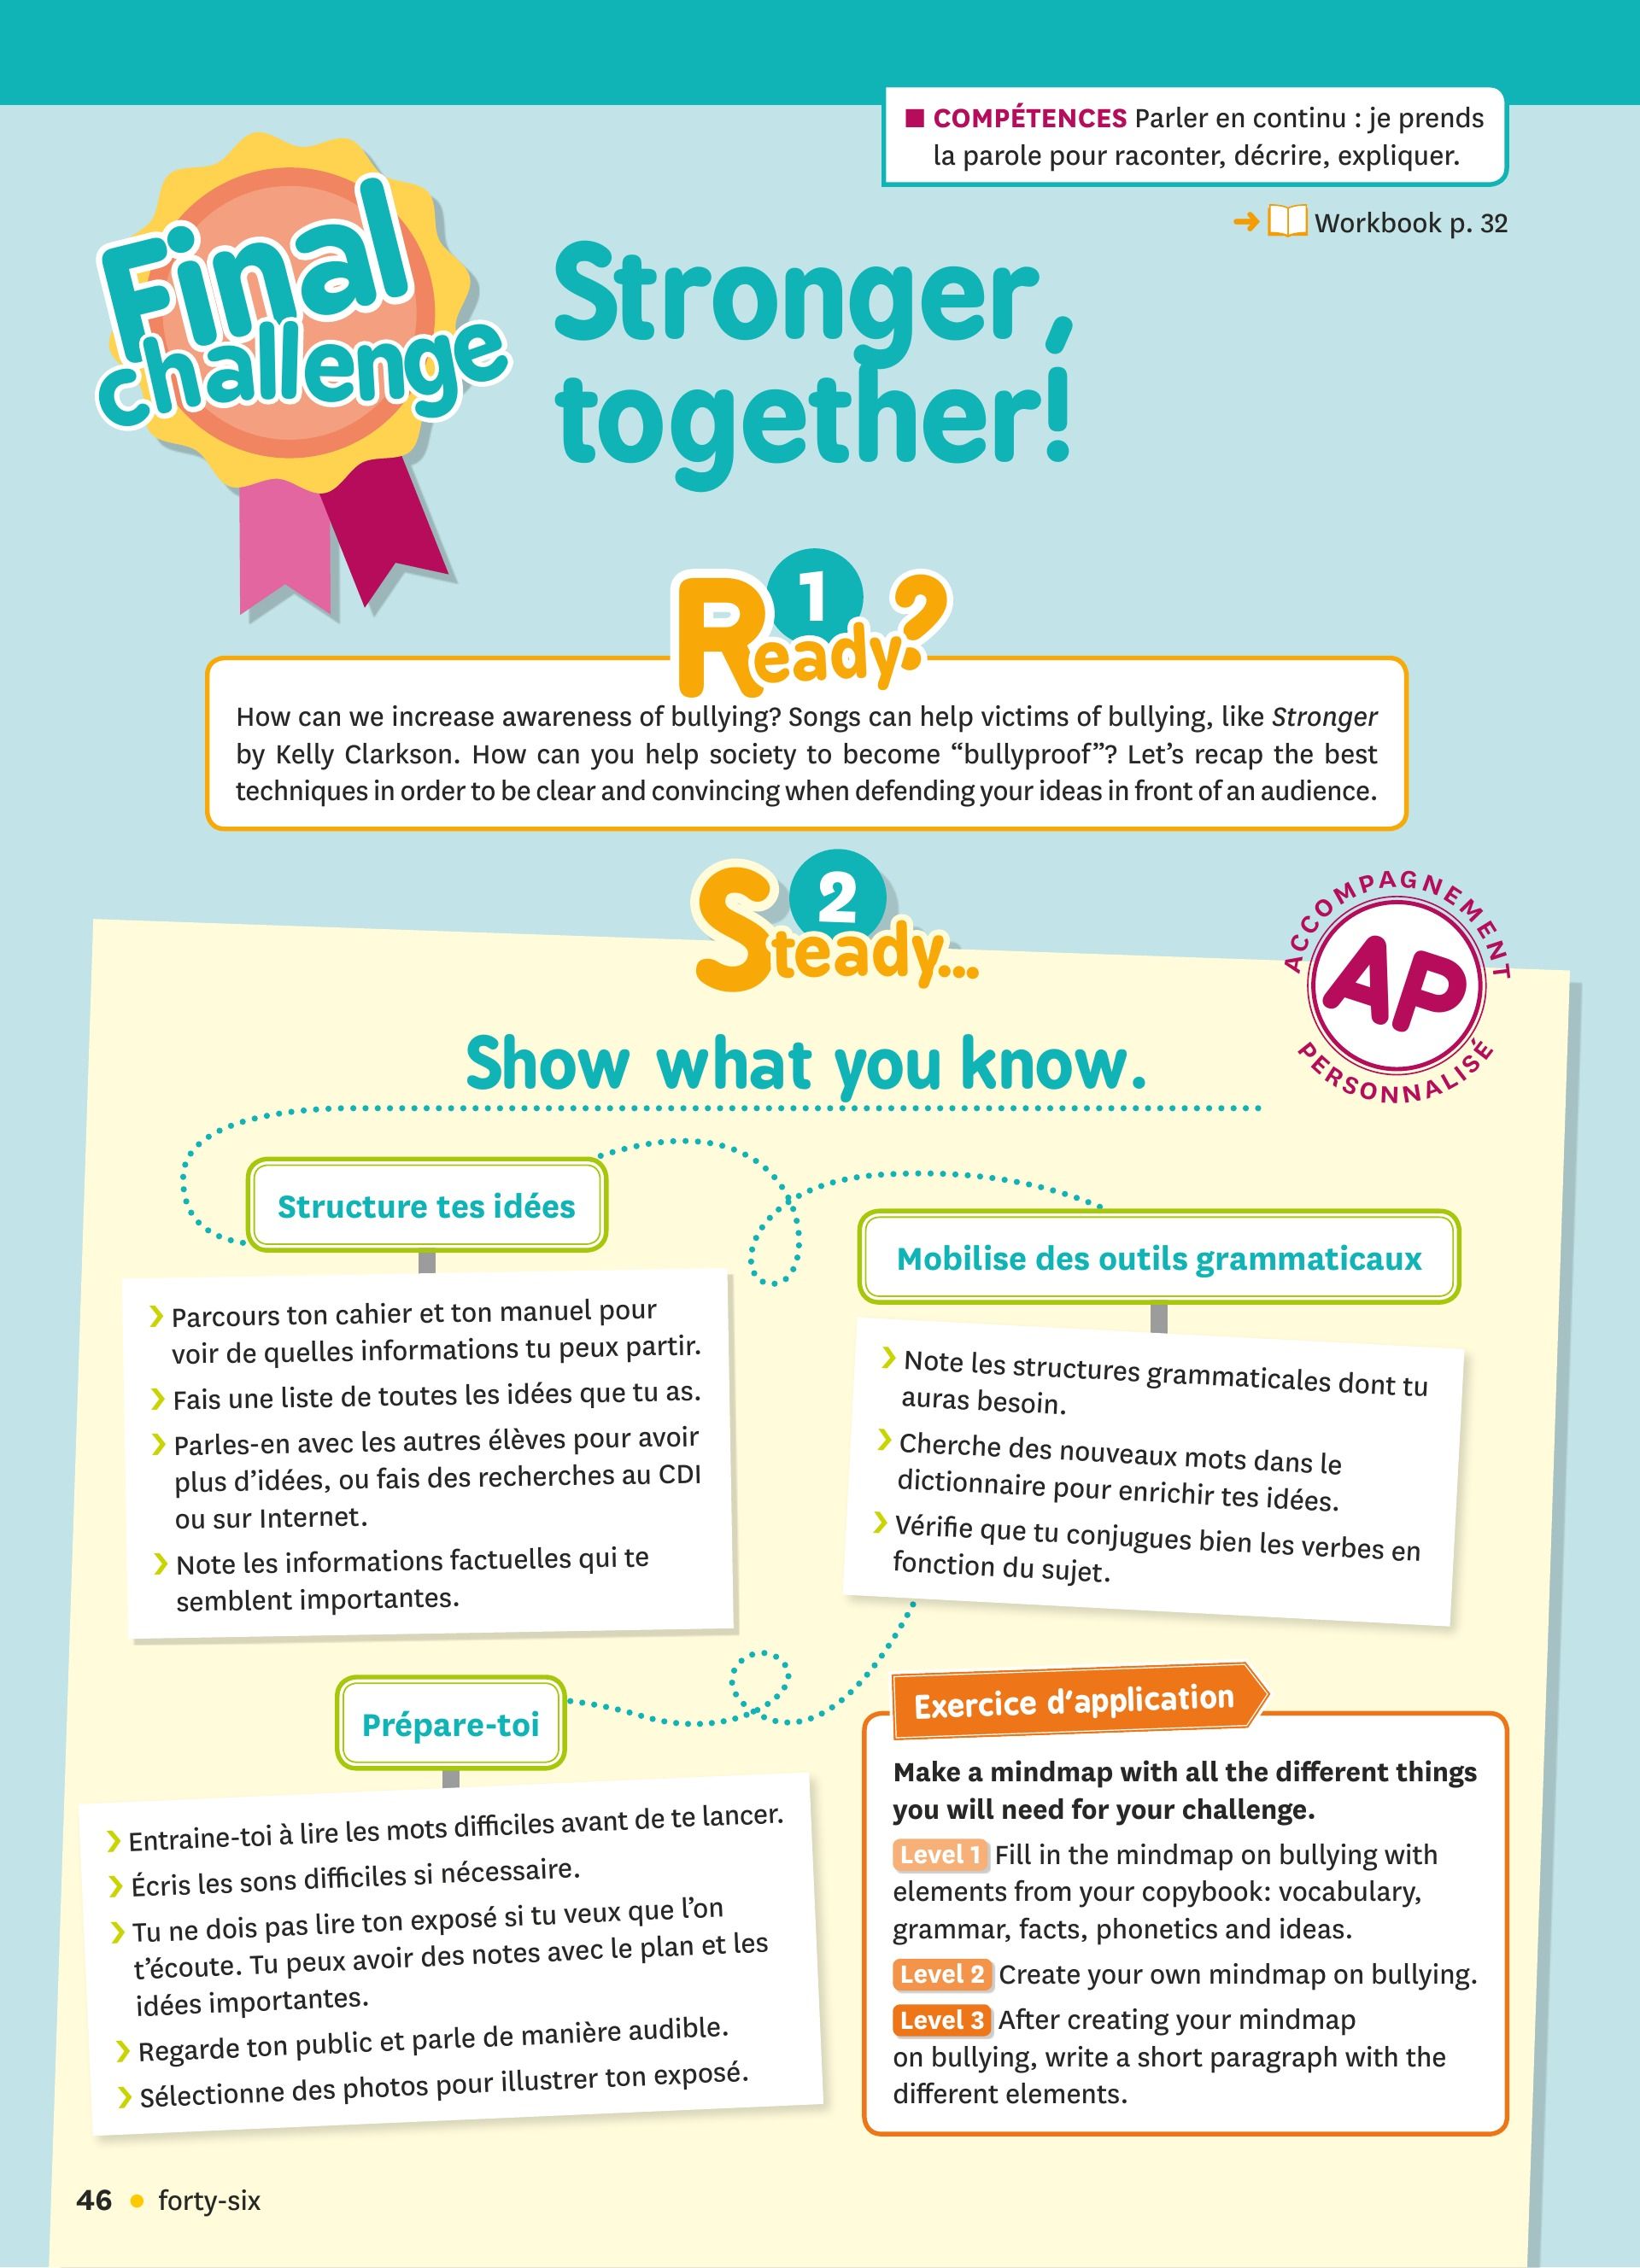 ■ COMPÉTENCES Parler en continu : je prends
la parole pour raconter, décrire, expliquer.
➜ Workbook p. 32
Final
challenge
Stronger,
together!
1
Ready?
How can we increase awareness of bullying? Songs can help victims of bullying, like Stronger
by Kelly Clarkson. How can you help society to become “bullyproof”? Let’s recap the best
techniques in order to be clear and convincing when defending your ideas in front of an audience.
2
Steady...
ACCOMPAGNEMENT
AP
PERSONNALISÉ
Show what you know.
Structure tes idées
❯ Parcours ton cahier et ton manuel pour
voir de quelles informations tu peux partir.
❯ Fais une liste de toutes les idées que tu as.
❯ Parles-en avec les autres élèves pour avoir
plus d’idées, ou fais des recherches au CDI
ou sur Internet.
❯ Note les informations factuelles qui te
semblent importantes.
Mobilise des outils grammaticaux
❯ Note les structures grammaticales dont tu
auras besoin.
❯ Cherche des nouveaux mots dans le
dictionnaire pour enrichir tes idées.
❯ Vérifie que tu conjugues bien les verbes en
fonction du sujet.
Prépare-toi
❯ Entraine-toi à lire les mots difficiles avant de te lancer.
❯ Écris les sons difficiles si nécessaire.
❯ Tu ne dois pas lire ton exposé si tu veux que l’on
t’écoute. Tu peux avoir des notes avec le plan et les
idées importantes.
❯ Regarde ton public et parle de manière audible.
❯ Sélectionne des photos pour illustrer ton exposé.
Exercice d’application
Make a mindmap with all the different things
you will need for your challenge.
Level 1 Fill in the mindmap on bullying with
elements from your copybook: vocabulary,
grammar, facts, phonetics and ideas.
Level 2 Create your own mindmap on bullying.
Level 3 After creating your mindmap
on bullying, write a short paragraph with the
different elements.
46 • forty-six